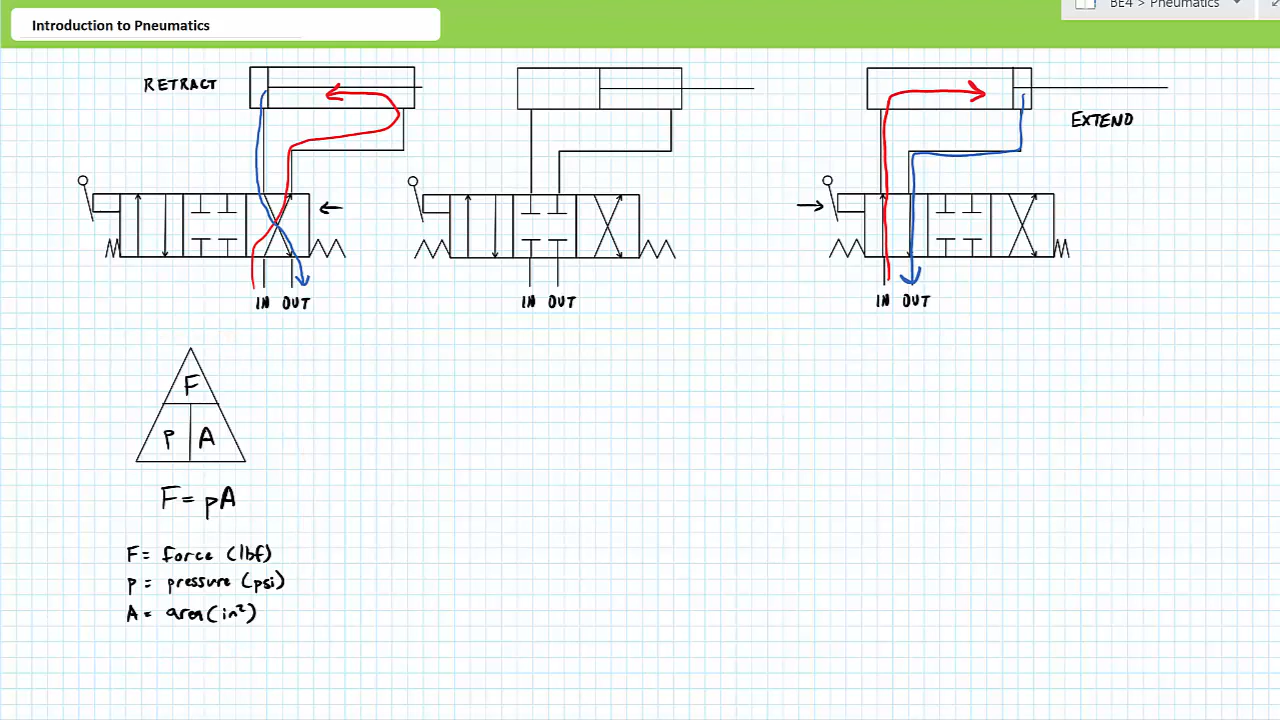 BE4 > Pneumatics
Introduction to Pneumatics
RETRACT
EXTEND
IN OUT
IN OUT
IN OUT
F
P A
F = pA
F = force (lbf)
p = pressure (psi)
A = area (in²)